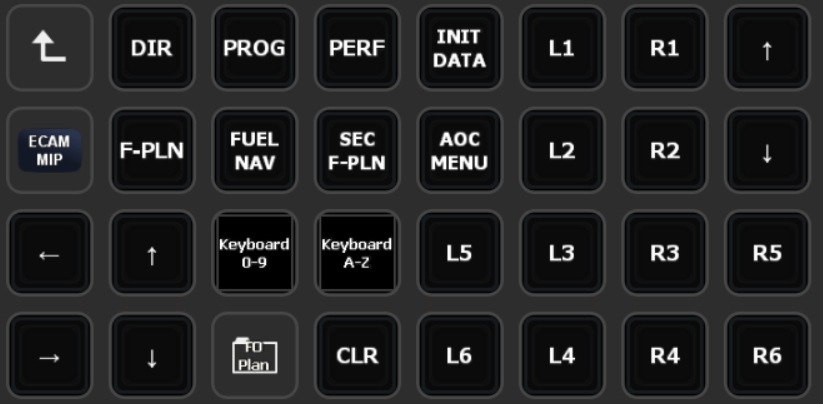 DIR
PROG
PERF
INIT
DATA
L1
R1
↑
ECAM
MIP
F-PLN
FUEL
NAV
SEC
F-PLN
AOC
MENU
L2
R2
↓
←
↑
Keyboard
0-9
Keyboard
A-Z
L5
L3
R3
R5
→
↓
FO
Plan
CLR
L6
L4
R4
R6